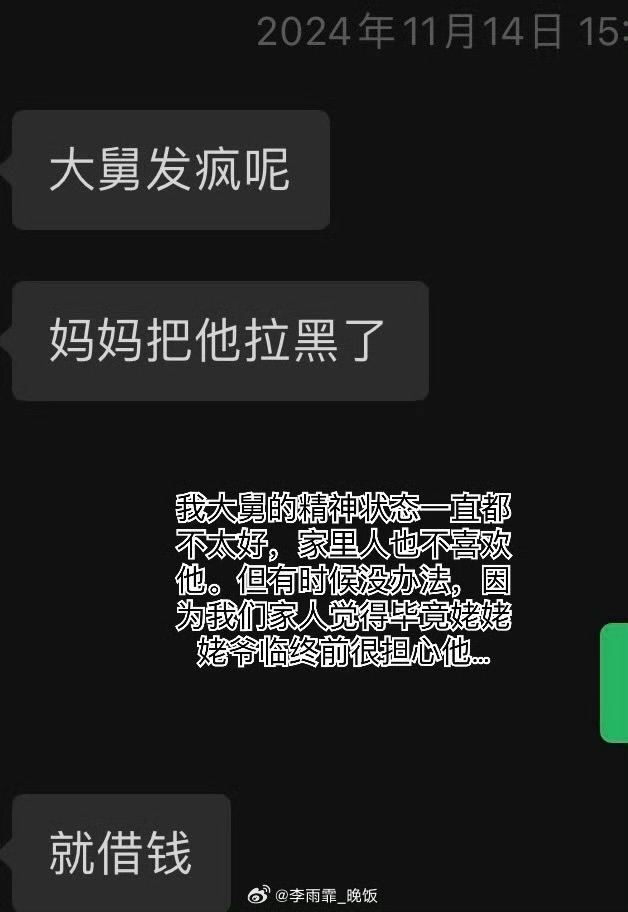 2024年11月14日 15:
大舅发疯呢
妈妈把他拉黑了
我大舅的精神状态一直都
不太好，家里人也不喜欢
他。但有时候没办法，因
为我们家人觉得毕竟姥姥
姥爷临终前很担心他...
就借钱
@李雨霏_晚饭